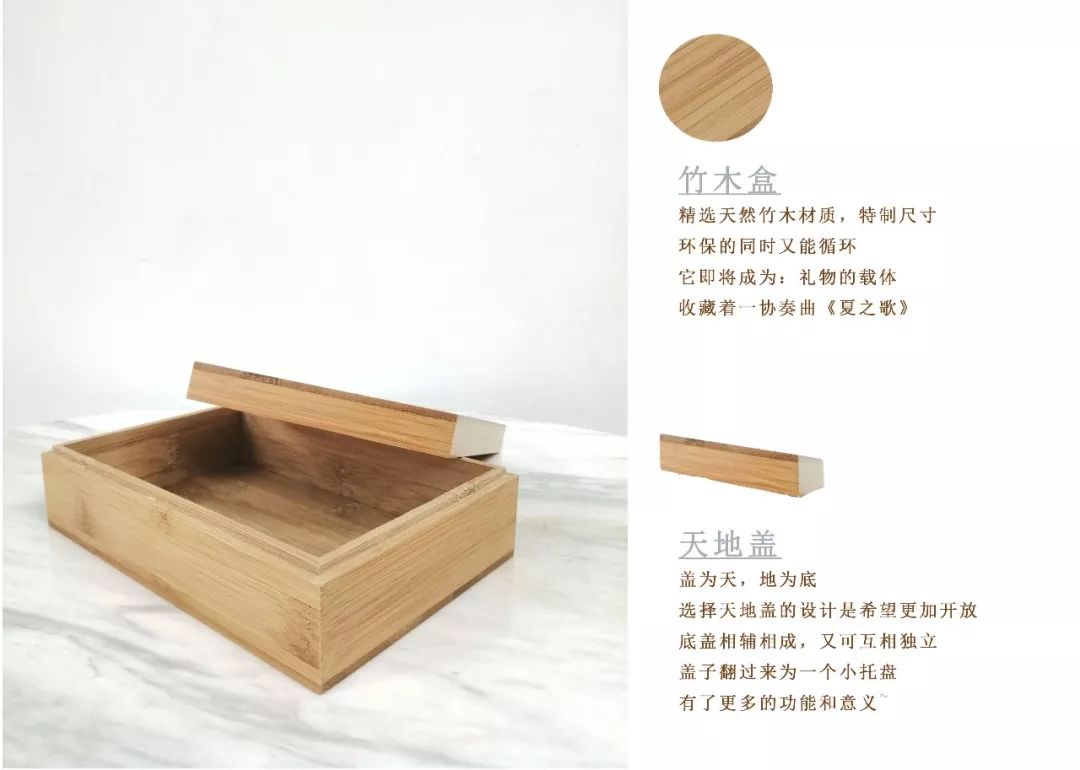 竹木盒
精选天然竹木材质，特制尺寸
环保的同时又能循环
它即将成为：礼物的载体
收藏着一协奏曲《夏之歌》
天地盖
盖为天，地为底
选择天地盖的设计是希望更加开放
底盖相辅相成，又可互相独立
盖子翻过来为一个小托盘
有了更多的功能和意义~